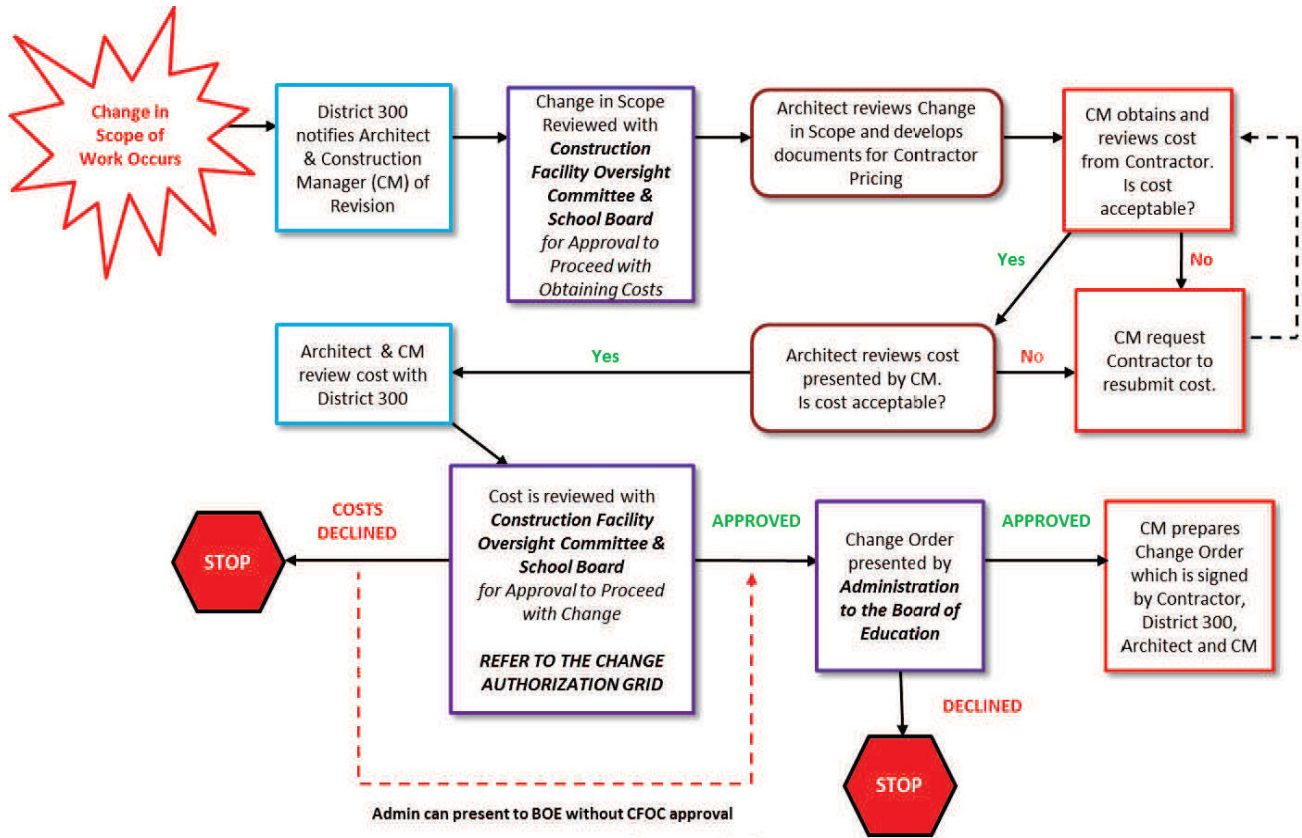 Change in
Scope of
Work Occurs
District 300
notifies Architect
& Construction
Manager (CM) of
Revision
Change in Scope
Reviewed with
Construction
Facility Oversight
Committee &
School Board
for Approval to
Proceed with
Obtaining Costs
Architect reviews Change
in Scope and develops
documents for Contractor
Pricing
CM obtains and
reviews cost
from Contractor.
Is cost
acceptable?
Yes
No
Architect & CM
review cost with
District 300
Yes
Architect reviews cost
presented by CM.
Is cost acceptable?
No
CM request
Contractor to
resubmit cost.
STOP
COSTS
DECLINED
Cost is reviewed with
Construction Facility
Oversight Committee &
School Board
for Approval to Proceed
with Change
REFER TO THE CHANGE
AUTHORIZATION GRID
APPROVED
Change Order
presented by
Administration
to the Board of
Education
APPROVED
CM prepares
Change Order
which is signed
by Contractor,
District 300,
Architect and CM
DECLINED
STOP
Admin can present to BOE without CFOC approval